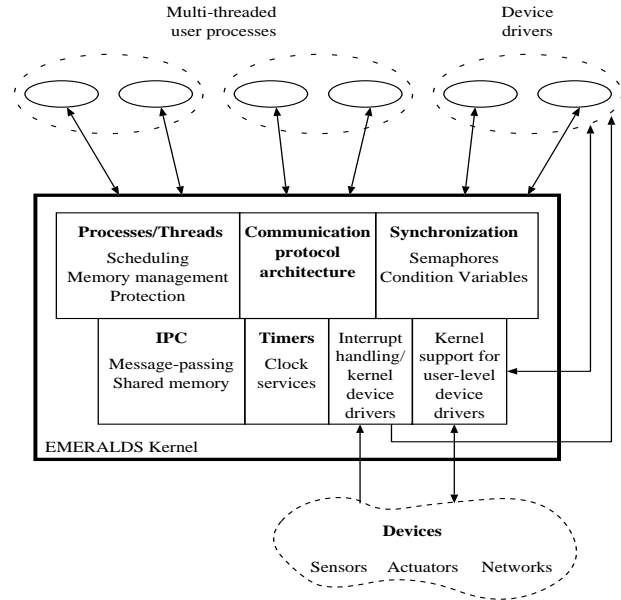 Multi-threaded
user processes
Device
drivers
Processes/Threads
Scheduling
Memory management
Protection
Communication
protocol
architecture
Synchronization
Semaphores
Condition Variables
IPC
Message-passing
Shared memory
Timers
Clock
services
Interrupt
handling/
kernel
device
drivers
Kernel
support for
user-level
device
drivers
EMERALDS Kernel
Devices
Sensors Actuators Networks